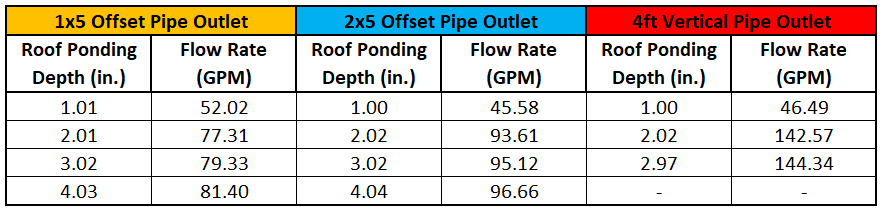 1x5 Offset Pipe Outlet 2x5 Offset Pipe Outlet 4ft Vertical Pipe Outlet
Roof Ponding Flow Rate Roof Ponding Flow Rate Roof Ponding Flow Rate
Depth (in.) (GPM) Depth (in.) (GPM) Depth (in.) (GPM)
1.01 52.02 1.00 45.58 1.00 46.49
2.01 77.31 2.02 93.61 2.02 142.57
3.02 79.33 3.02 95.12 2.97 144.34
4.03 81.40 4.04 96.66 - -